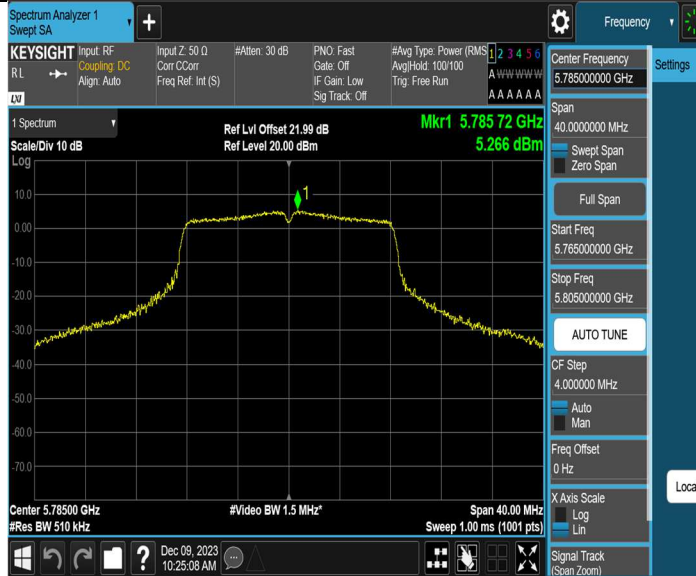 Spectrum Analyzer 1
Swept SA
Frequency
KEYSIGHT
RL
LXI
Input: RF
Coupling: DC
Align: Auto
Input Z: 50 Ω
Corr CCorr
Freq Ref: Int (S)
#Atten: 30 dB
PNO: Fast
Gate: Off
IF Gain: Low
Sig Track: Off
#Avg Type: Power (RMS
Avg|Hold: 100/100
Trig: Free Run
1 2 3 4 5 6
A W W W W W
A A A A A A
1 Spectrum
Scale/Div 10 dB
Ref Lvl Offset 21.99 dB
Ref Level 20.00 dBm
Mkr1 5.785 72 GHz
5.266 dBm
Log
1
10.0
0.00
-10.0
-20.0
-30.0
-40.0
-50.0
-60.0
-70.0
Center 5.78500 GHz
#Res BW 510 kHz
#Video BW 1.5 MHz*
Span 40.00 MHz
Sweep 1.00 ms (1001 pts)
Center Frequency
5.785000000 GHz
Settings
Span
40.0000000 MHz
Swept Span
Zero Span
Full Span
Start Freq
5.765000000 GHz
Stop Freq
5.805000000 GHz
AUTO TUNE
CF Step
4.000000 MHz
Auto
Man
Freq Offset
0 Hz
X Axis Scale
Log
Lin
Loca
Signal Track
(Span Zoom)
?
Dec 09, 2023
10:25:08 AM